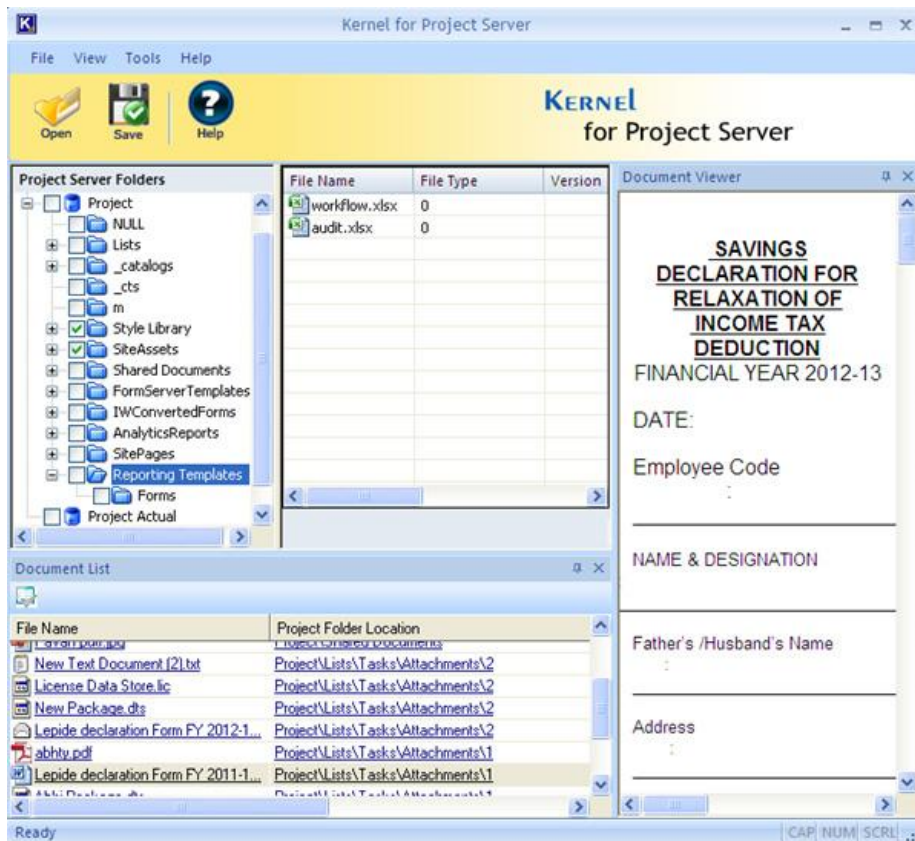 Kernel for Project Server
File View Tools Help
Open Save Help
KERNEL
for Project Server
Project Server Folders
Project
NULL
Lists
_catalogs
_cts
m
Style Library
SiteAssets
Shared Documents
FormServerTemplates
IWConvertedForms
AnalyticsReports
SitePages
Reporting Templates
Forms
Project Actual
File Name File Type Version
workflow.xlsx 0
audit.xlsx 0
Document Viewer
SAVINGS
DECLARATION FOR
RELAXATION OF
INCOME TAX
DEDUCTION
FINANCIAL YEAR 2012-13
DATE:
Employee Code
:
NAME & DESIGNATION
Father's /Husband's Name
:
Address
:
Document List
File Name Project Folder Location
New Text Document (2).txt Project\Lists\Tasks\Attachments\2
License Data Store.lic Project\Lists\Tasks\Attachments\2
New Package.dts Project\Lists\Tasks\Attachments\2
Lepide declaration Form FY 2012-1... Project\Lists\Tasks\Attachments\2
abhty.pdf Project\Lists\Tasks\Attachments\1
Lepide declaration Form FY 2011-1... Project\Lists\Tasks\Attachments\1
Ready CAP NUM SCRL